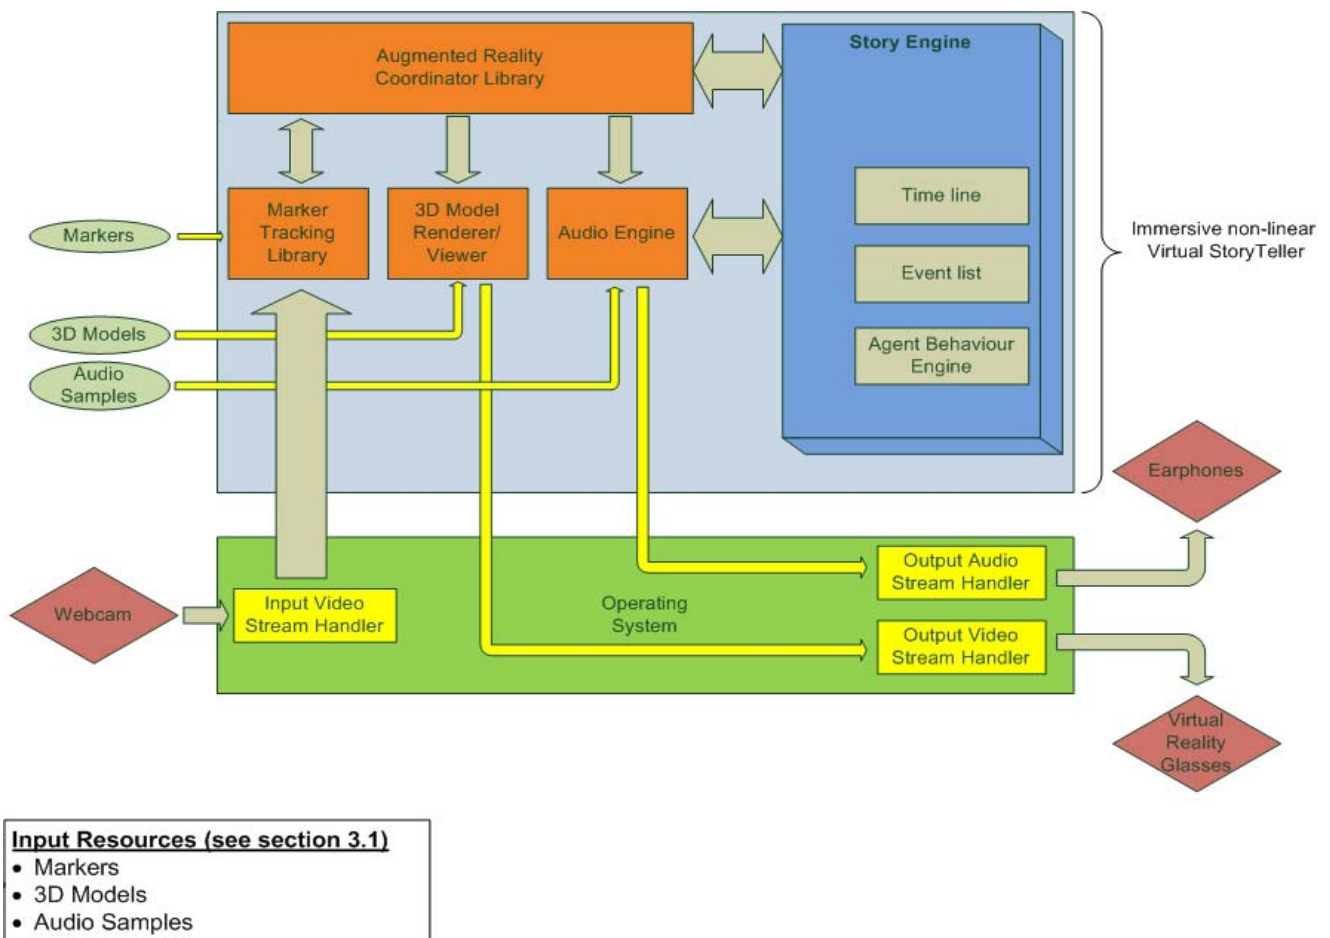 Augmented Reality
Coordinator Library
Story Engine
Marker
Tracking
Library
3D Model
Renderer/
Viewer
Audio Engine
Time line
Event list
Agent Behaviour
Engine
Immersive non-linear
Virtual StoryTeller
Markers
3D Models
Audio
Samples
Earphones
Webcam
Input Video
Stream Handler
Operating
System
Output Audio
Stream Handler
Output Video
Stream Handler
Virtual
Reality
Glasses
Input Resources (see section 3.1)
• Markers
• 3D Models
• Audio Samples